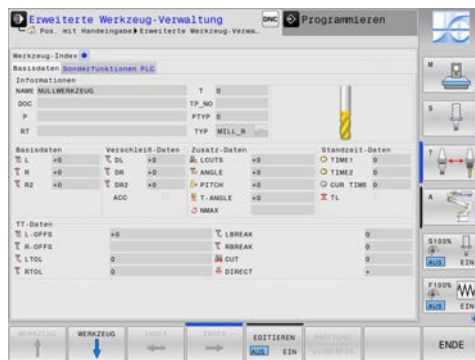 Erweiterte Werkzeug-Verwaltung
DNC
Programmieren
Pos. mit Handeingabe Erweiterte Werkzeug-Verwa…
Werkzeug-Index
Basisdaten Sonderfunktionen PLC
Informationen
NAME NULLWERKZEUG T 0
DOC TP_NO
P PTYP 0
RT TYP MILL_R
Basisdaten Verschleiß-Daten Zusatz-Daten Standzeit-Daten
L +0 DL +0 LCUTS +0 TIME1 0
R +0 DR +0 ANGLE +0 TIME2 0
R2 +0 DR2 +0 PITCH +0 CUR TIME 0
ACC T-ANGLE +0 TL
NMAX
TT-Daten
L-OFFS +0 LBREAK 0
R-OFFS RBREAK 0
LTOL 0 CUT 0
RTOL 0 DIRECT
M
S
T
A
S100%
AUS EIN
F100% WW
AUS EIN
WERKZEUG WERKZEUG INDEX INDEX EDITIEREN
AUS EIN
ENDE